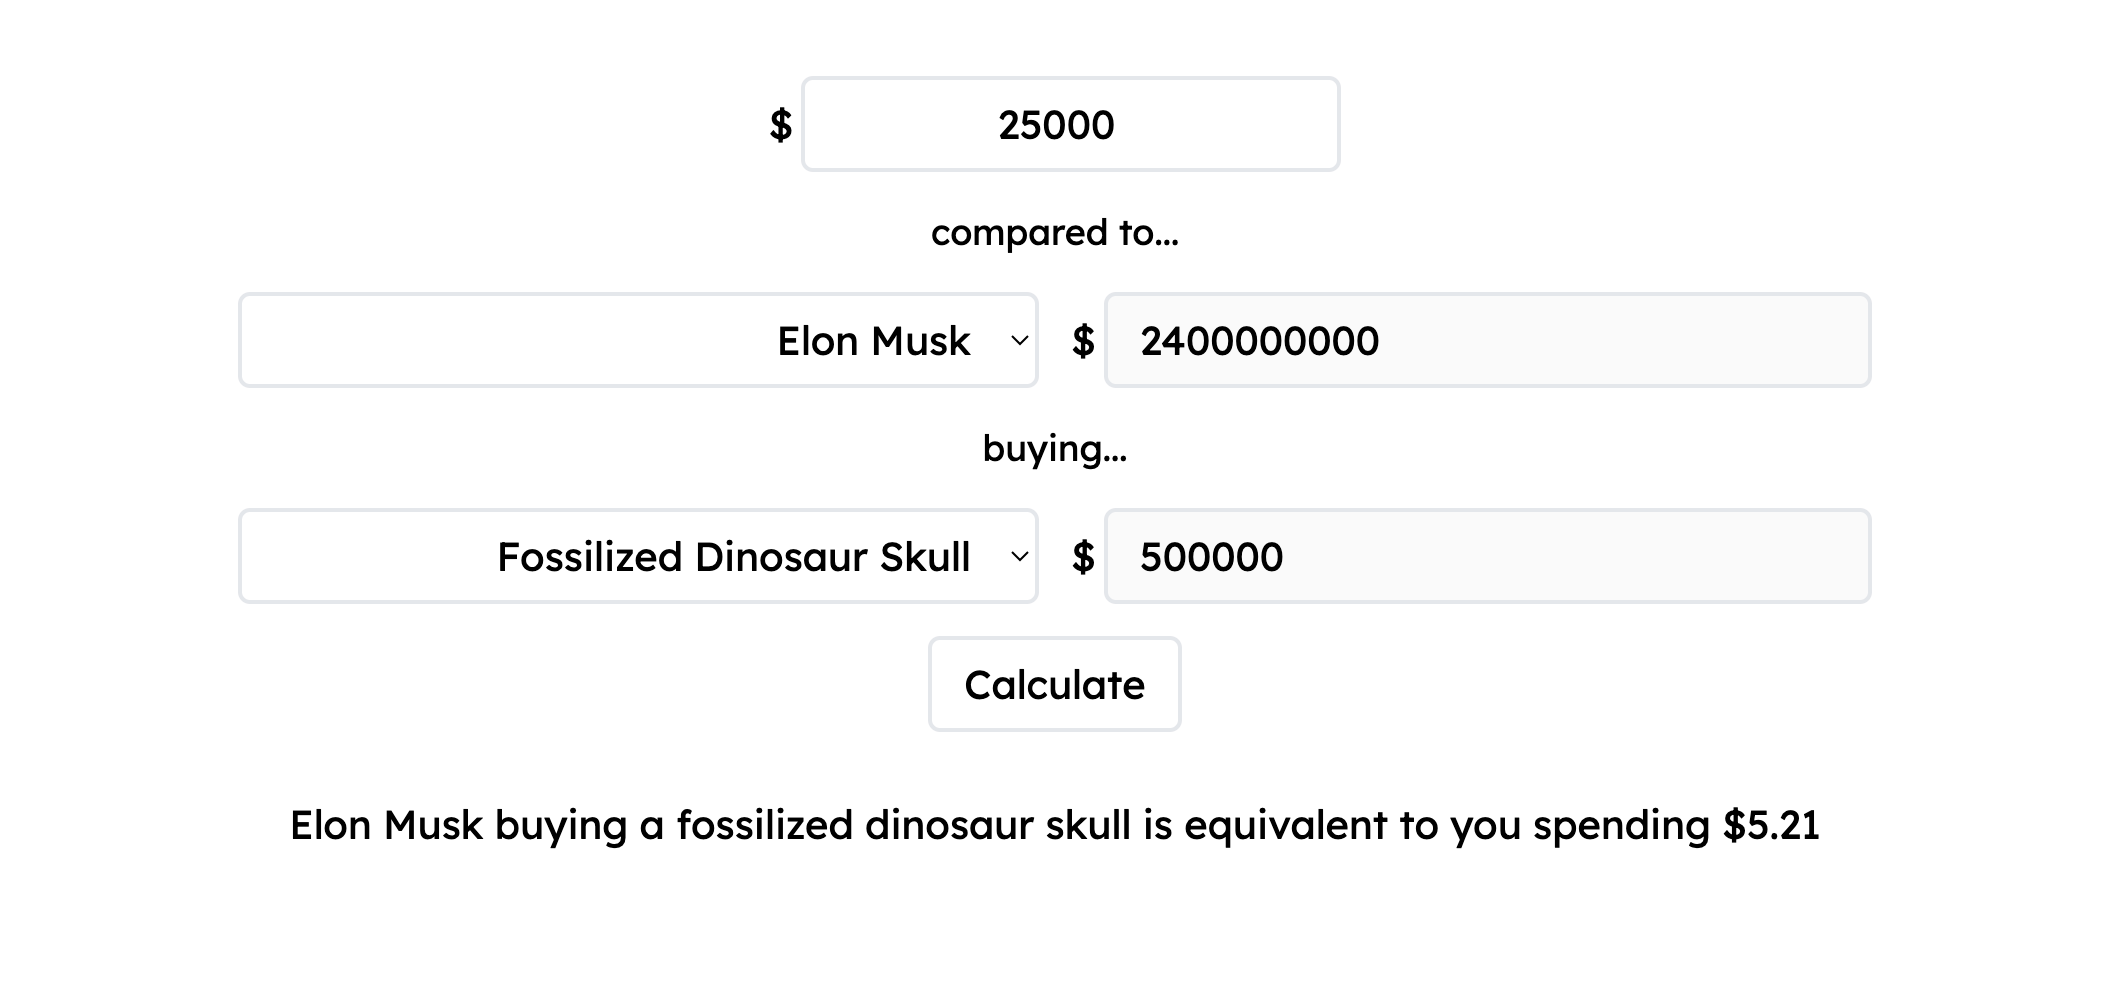 $ 25000
compared to...
Elon Musk $ 2400000000
buying...
Fossilized Dinosaur Skull $ 500000
Calculate
Elon Musk buying a fossilized dinosaur skull is equivalent to you spending $5.21